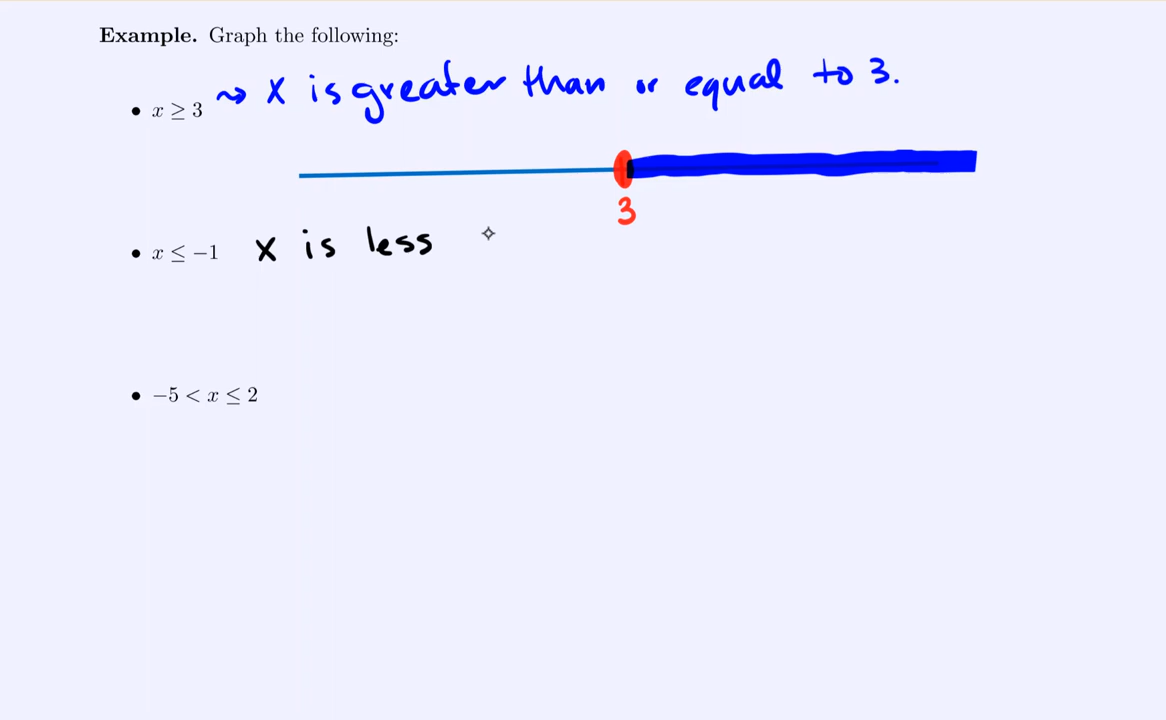 Example. Graph the following:
• x ≥ 3 ⇝ x is greater than or equal to 3.
3
• x ≤ −1 x is less
• −5 < x ≤ 2